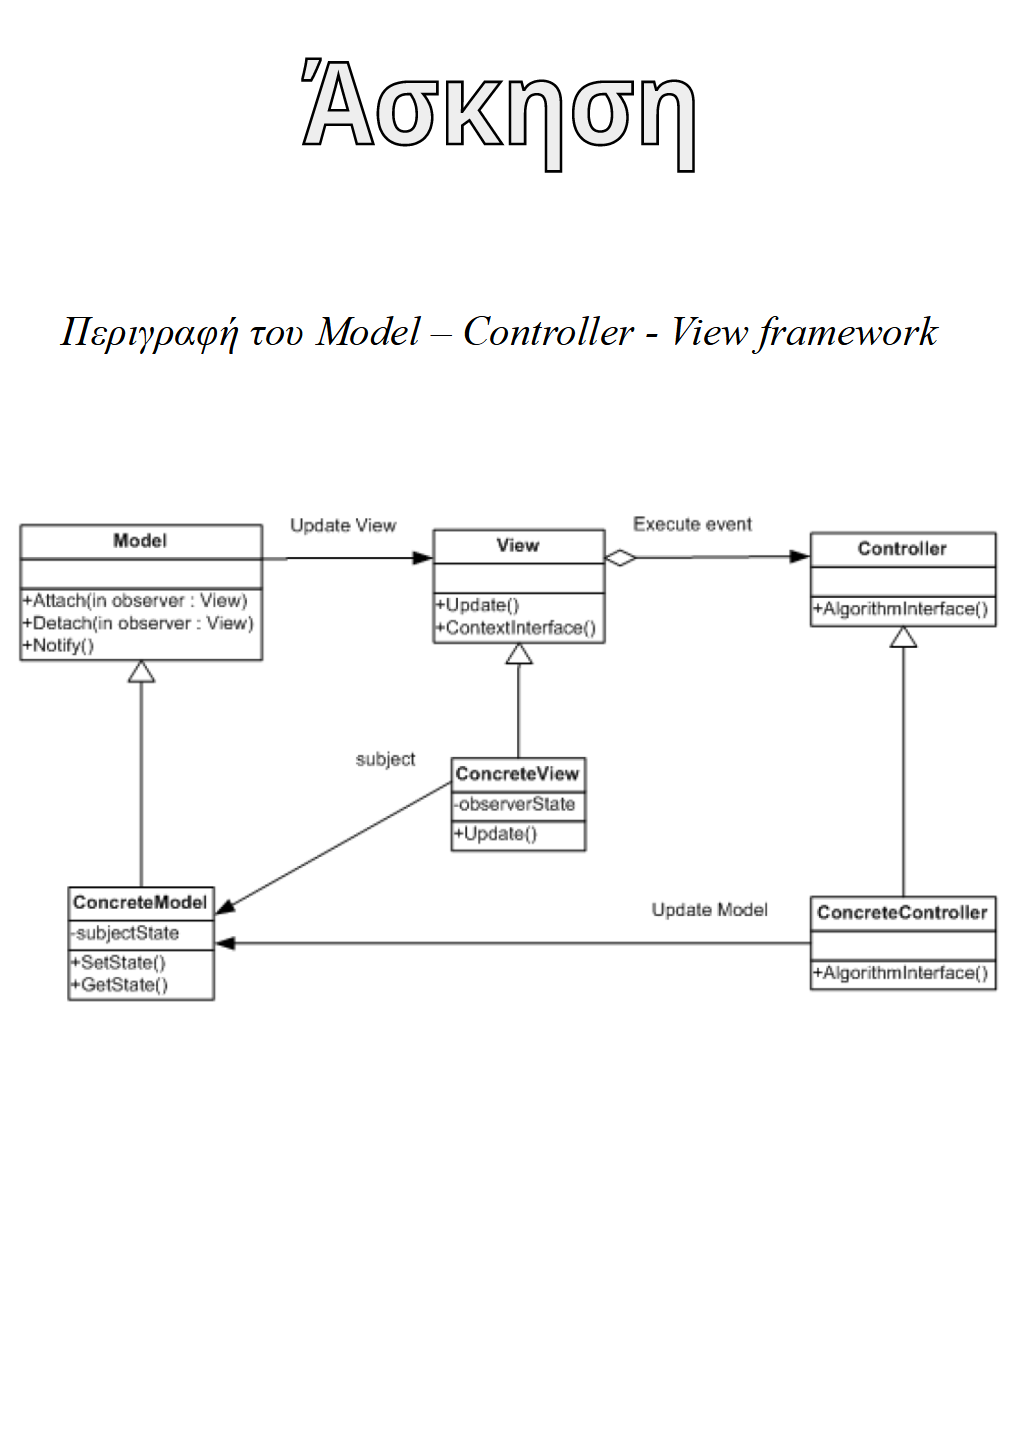 Άσκηση
Περιγραφή του Model – Controller - View framework
Update View
Execute event
Model
+Attach(in observer : View)
+Detach(in observer : View)
+Notify()
View
+Update()
+ContextInterface()
Controller
+AlgorithmInterface()
subject
ConcreteView
-observerState
+Update()
ConcreteModel
-subjectState
+SetState()
+GetState()
Update Model
ConcreteController
+AlgorithmInterface()